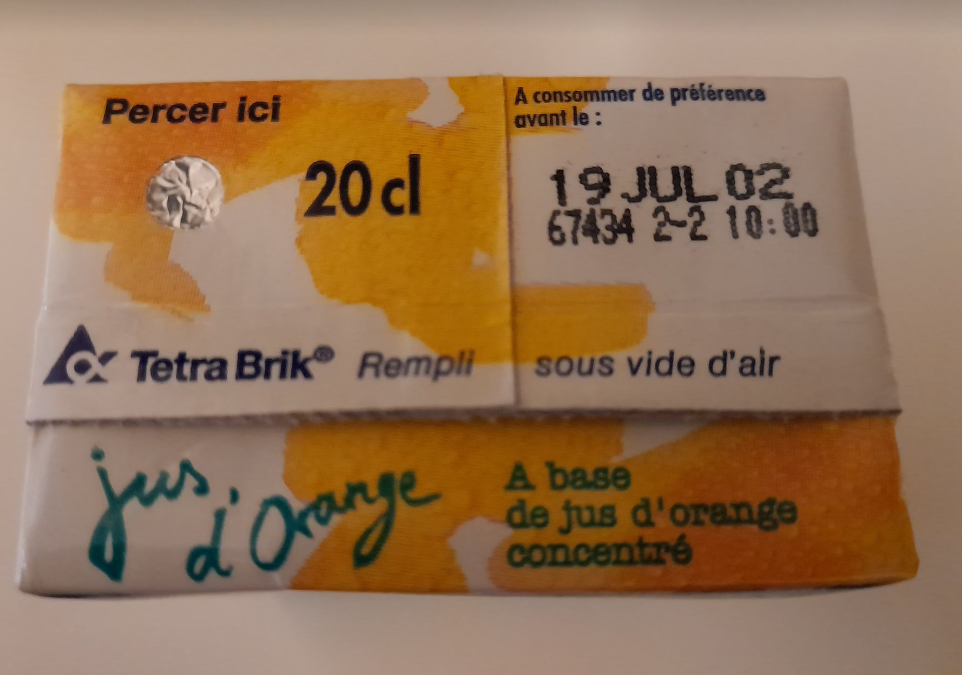 Percer ici
20 cl
A consommer de préférence
avant le :
19 JUL 02
67434 2-2 10:00
Tetra Brik® Rempli sous vide d'air
jus
d'Orange
A base
de jus d'orange
concentré